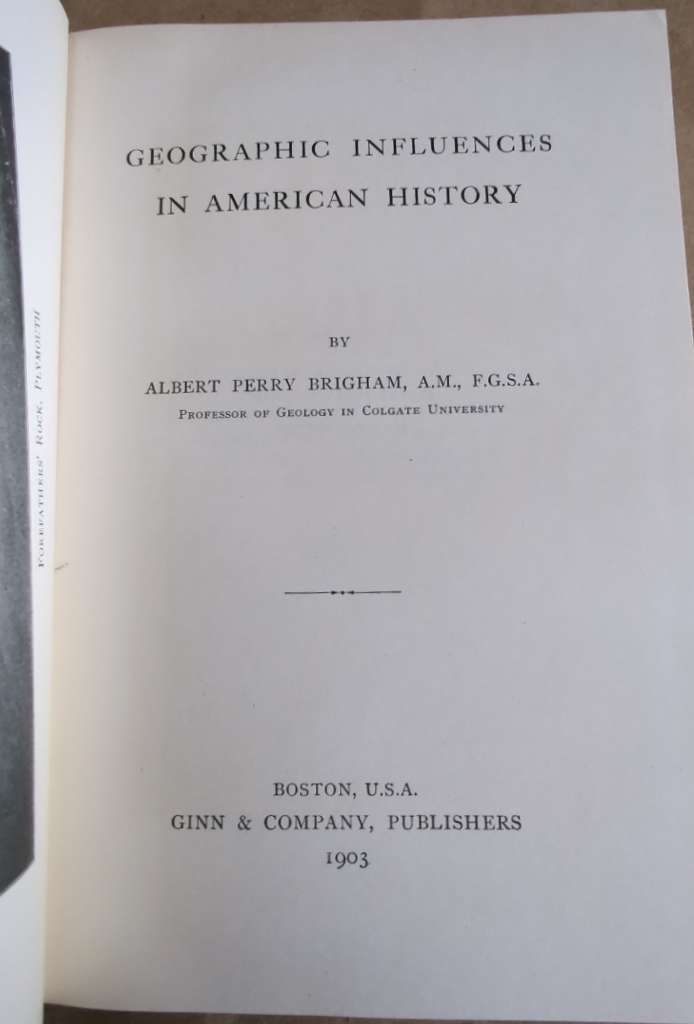 FOREFATHERS' ROCK, PLYMOUTH
GEOGRAPHIC INFLUENCES
IN AMERICAN HISTORY
BY
ALBERT PERRY BRIGHAM, A.M., F.G.S.A.
PROFESSOR OF GEOLOGY IN COLGATE UNIVERSITY
BOSTON, U.S.A.
GINN & COMPANY, PUBLISHERS
1903